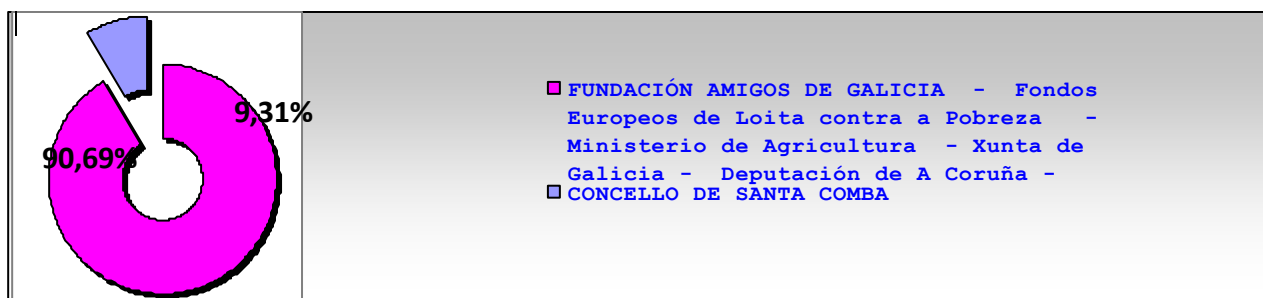 9,31%
90,69%
FUNDACIÓN AMIGOS DE GALICIA - Fondos
Europeos de Loita contra a Pobreza -
Ministerio de Agricultura - Xunta de
Galicia - Deputación de A Coruña -
CONCELLO DE SANTA COMBA